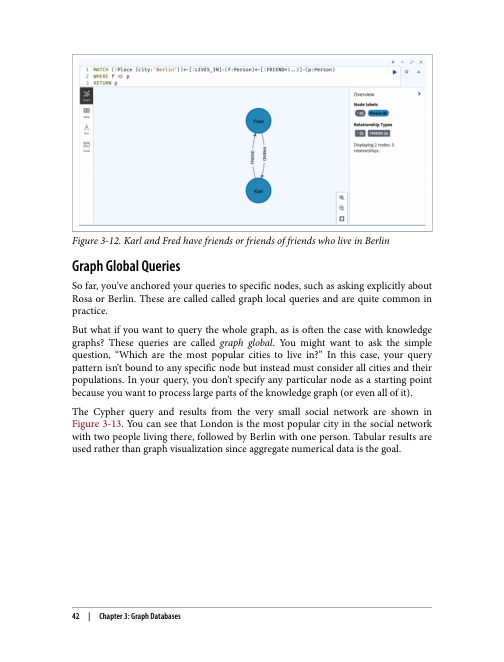 1 MATCH (:Place {city:'Berlin'})<-[:LIVES_IN]-(f:Person)<-[:FRIEND*1..2]-(p:Person)
2 WHERE f <> p
3 RETURN p
Overview
Node labels
Fred
Relationship Types
FRIEND
FRIEND
Displaying 2 nodes, 0
relationships.
Karl
Figure 3-12. Karl and Fred have friends or friends of friends who live in Berlin
Graph Global Queries
So far, you've anchored your queries to specific nodes, such as asking explicitly about
Rosa or Berlin. These are called called graph local queries and are quite common in
practice.
But what if you want to query the whole graph, as is often the case with knowledge
graphs? These queries are called graph global. You might want to ask the simple
question, “Which are the most popular cities to live in?” In this case, your query
pattern isn't bound to any specific node but instead must consider all cities and their
populations. In your query, you don't specify any particular node as a starting point
because you want to process large parts of the knowledge graph (or even all of it).
The Cypher query and results from the very small social network are shown in
Figure 3-13. You can see that London is the most popular city in the social network
with two people living there, followed by Berlin with one person. Tabular results are
used rather than graph visualization since aggregate numerical data is the goal.
42 | Chapter 3: Graph Databases